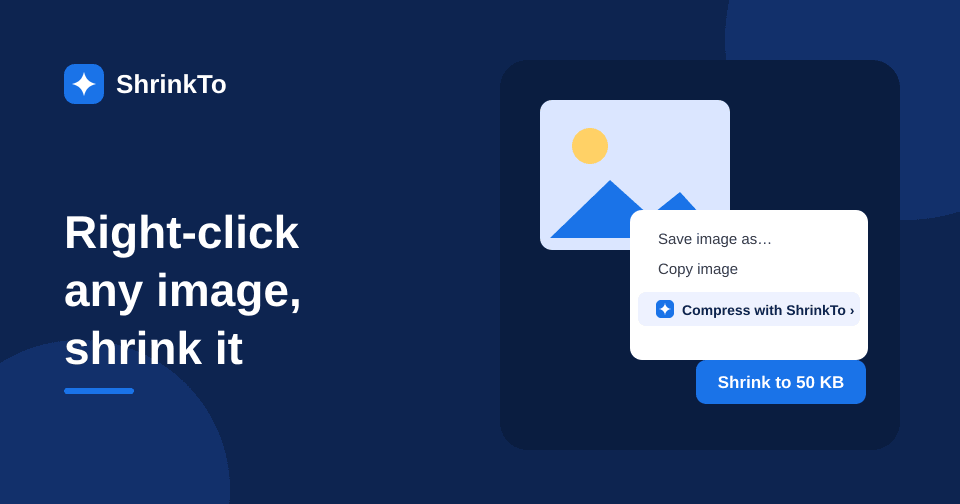 ShrinkTo
Right-click
any image,
shrink it
Save image as…
Copy image
Compress with ShrinkTo ›
Shrink to 50 KB